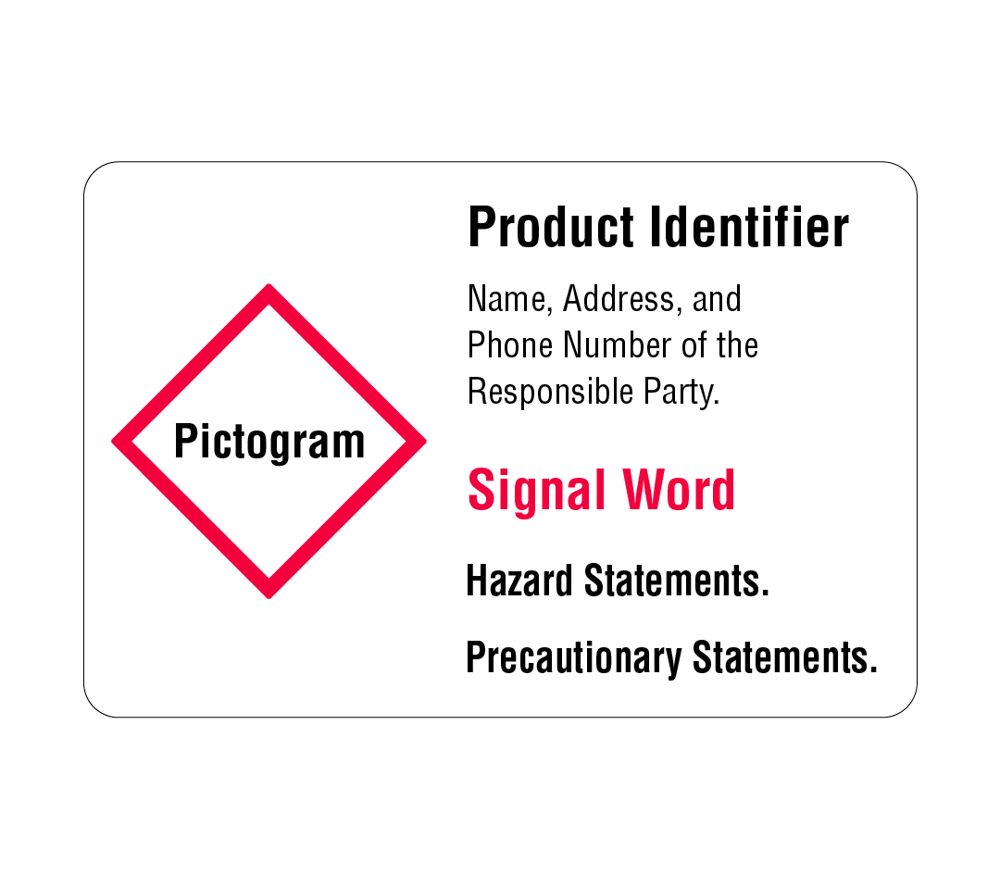 Pictogram
Product Identifier
Name, Address, and
Phone Number of the
Responsible Party.
Signal Word
Hazard Statements.
Precautionary Statements.